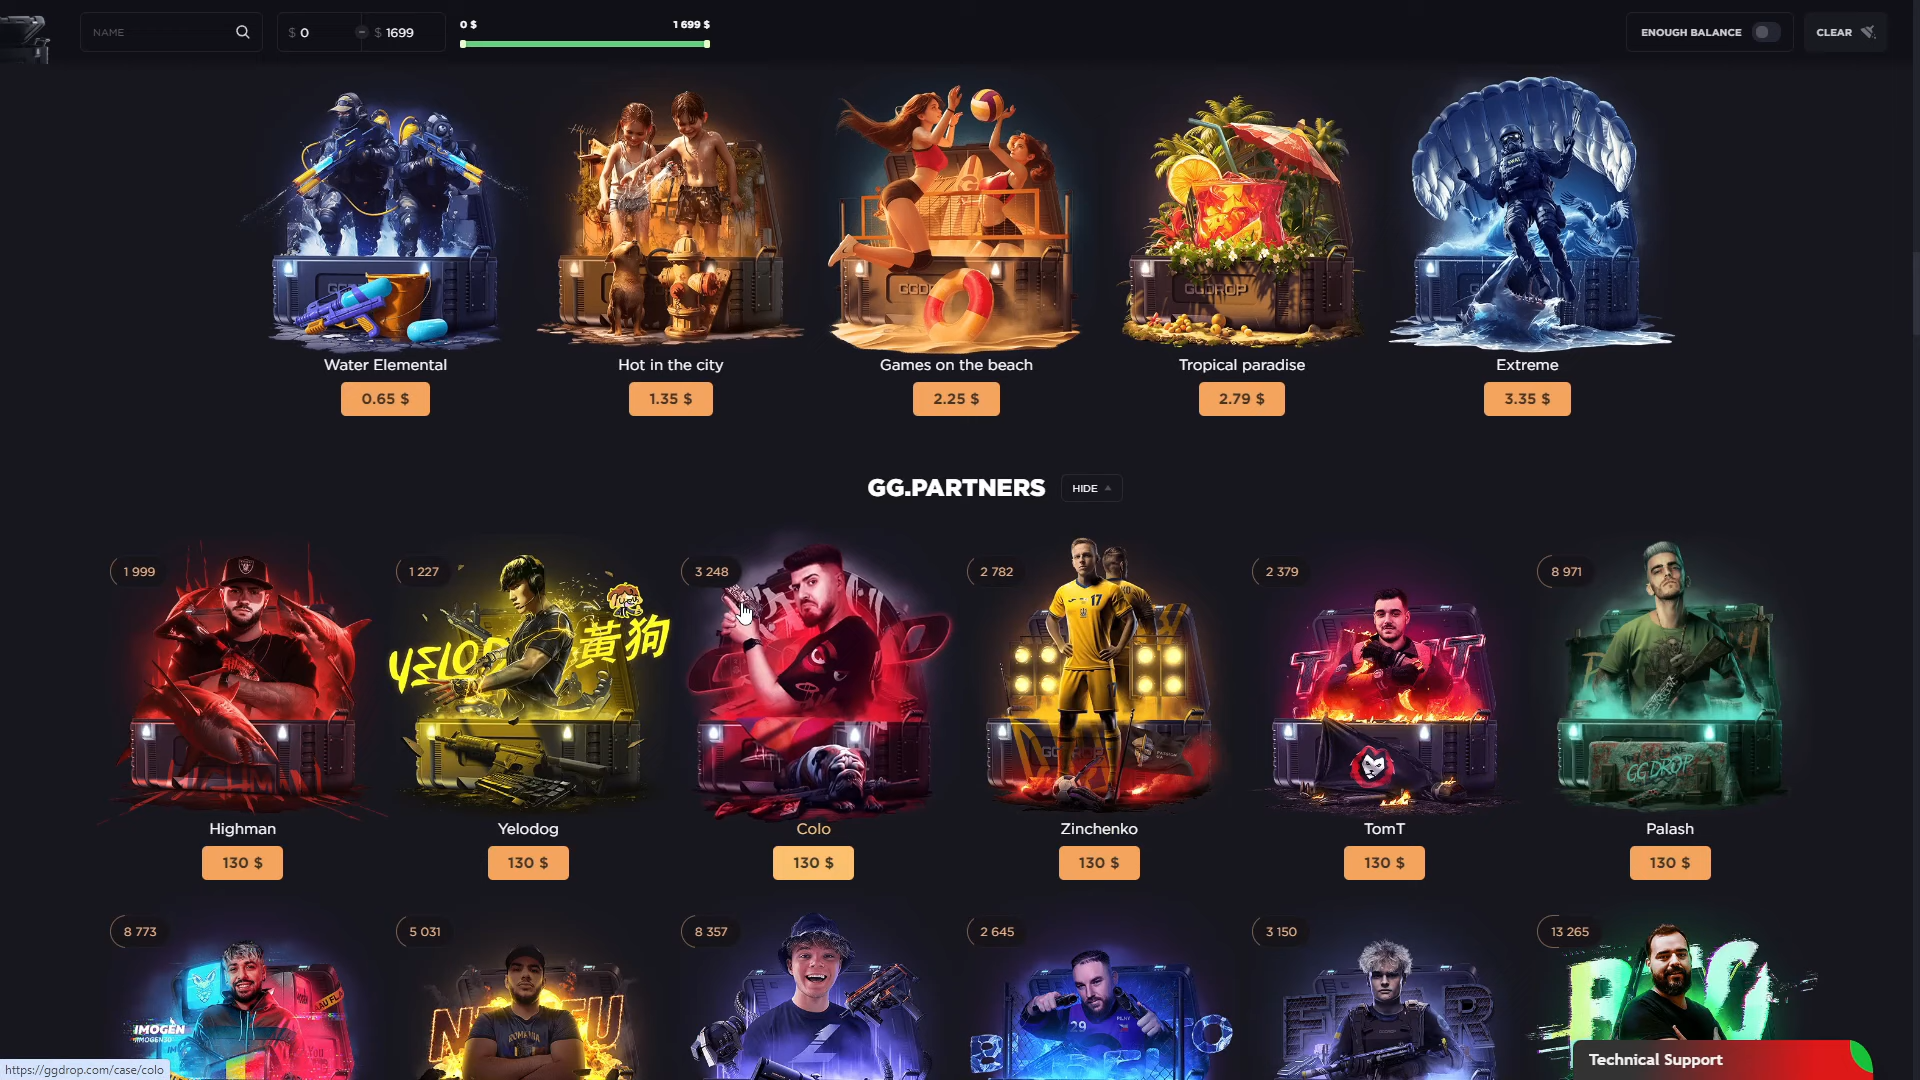 NAME
$ 0 – $ 1699
0 $ 1 699 $
ENOUGH BALANCE
CLEAR
GGDROP
Water Elemental
Hot in the city
Games on the beach
Tropical paradise
Extreme
0.65 $
1.35 $
2.25 $
2.79 $
3.35 $
GG.PARTNERS
HIDE
1 999
1 227
3 248
2 782
2 379
8 971
17
黃狗
GGDROP
Highman
Yelodog
Colo
Zinchenko
TomT
Palash
130 $
130 $
130 $
130 $
130 $
130 $
8 773
5 031
8 357
2 645
3 150
13 265
IMOGEN
29
Technical Support
https://ggdrop.com/case/colo